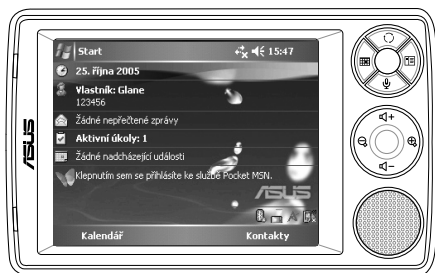 Start 15:47
25. října 2005
Vlastník: Glane
123456
Žádné nepřečtené zprávy
Aktivní úkoly: 1
Žádné nadcházející události
Klepnutím sem se přihlásíte ke službě Pocket MSN.
ASUS
Kalendář Kontakty
ASUS